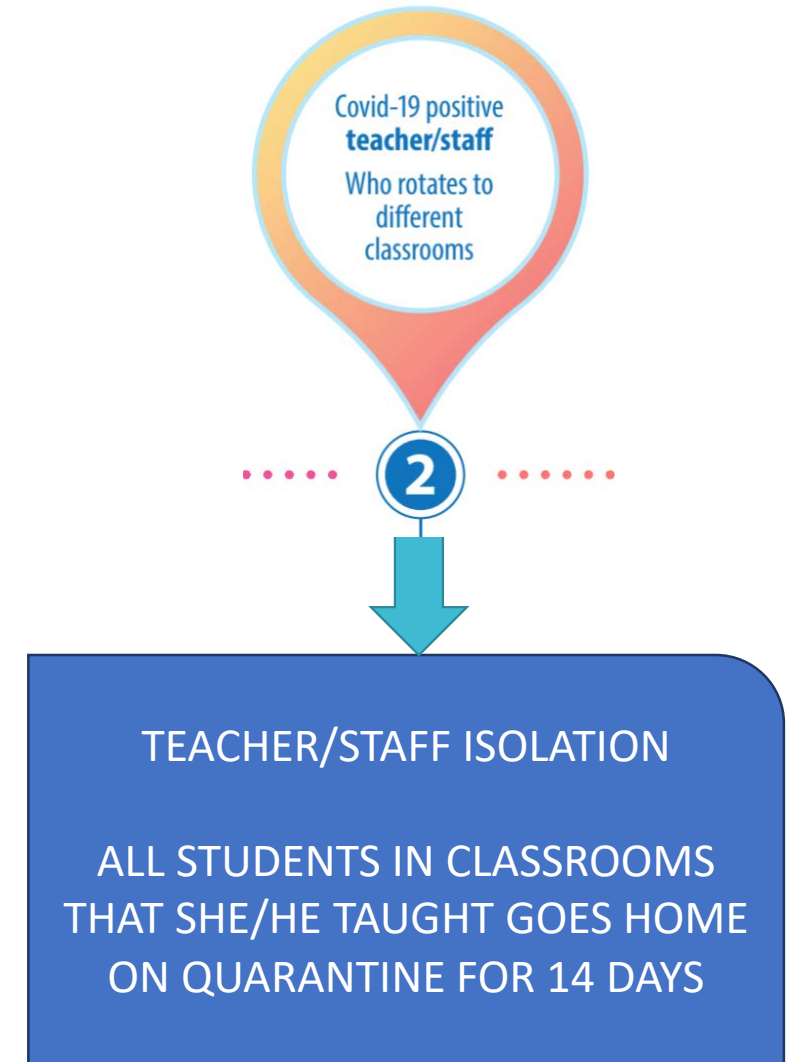 Covid-19 positive
teacher/staff
Who rotates to
different
classrooms
2
TEACHER/STAFF ISOLATION
ALL STUDENTS IN CLASSROOMS
THAT SHE/HE TAUGHT GOES HOME
ON QUARANTINE FOR 14 DAYS